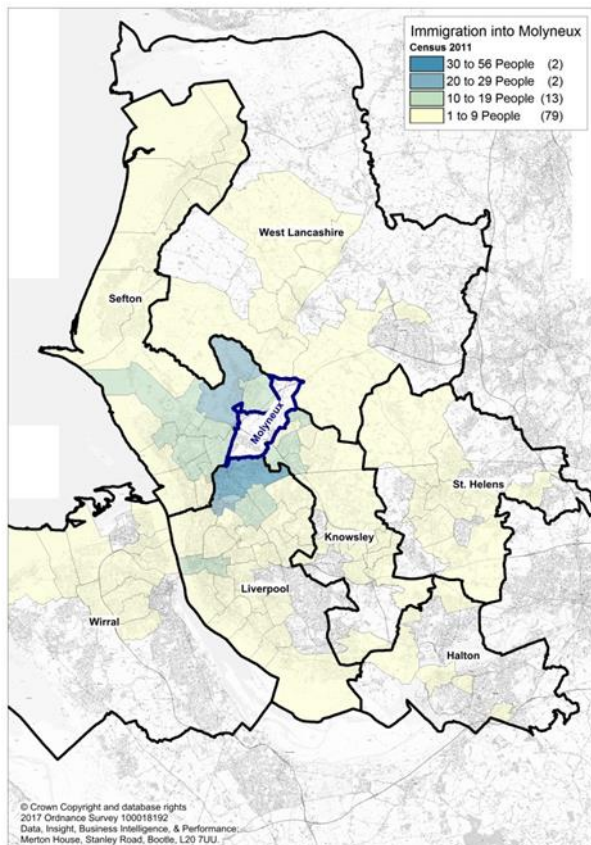 Immigration into Molyneux
Census 2011
30 to 56 People (2)
20 to 29 People (2)
10 to 19 People (13)
1 to 9 People (79)
West Lancashire
Sefton
Molyneux
St. Helens
Knowsley
Liverpool
Wirral
Halton
© Crown Copyright and database rights
2017 Ordnance Survey 100018192
Data, Insight, Business Intelligence, & Performance:
Merton House, Stanley Road, Bootle, L20 7UU.